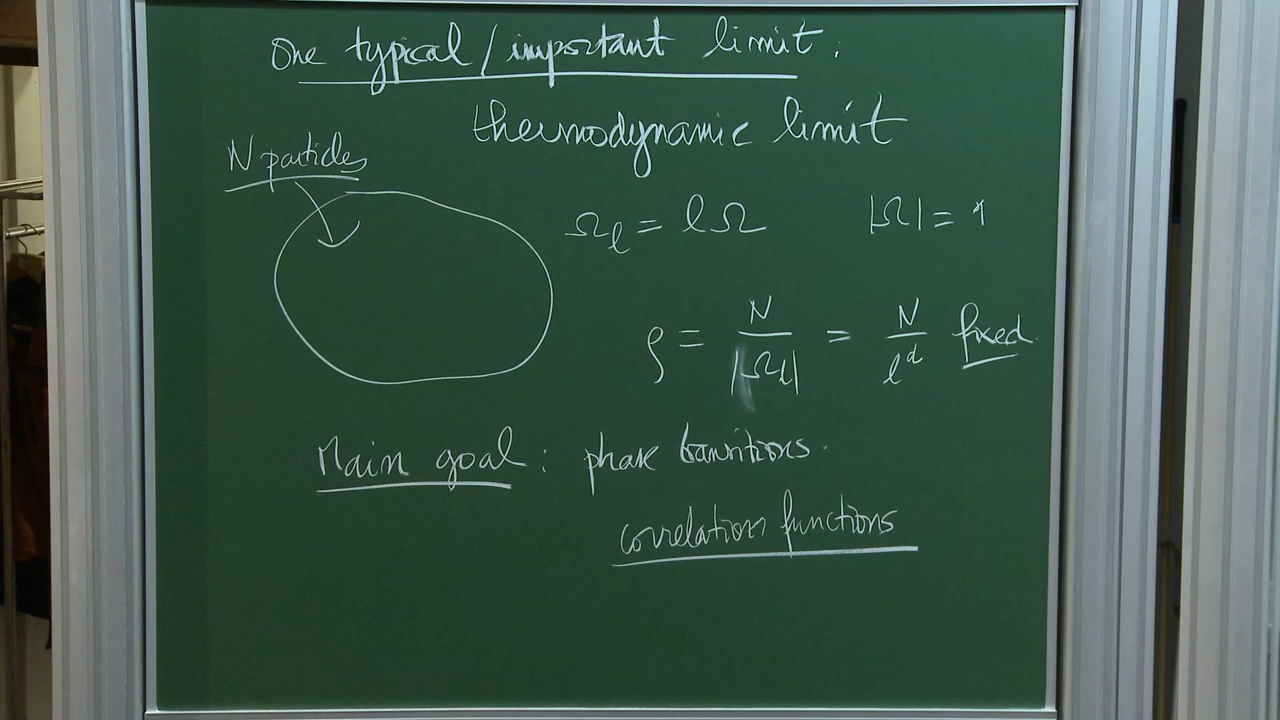 One typical / important limit :
thermodynamic limit
N particles
Ω_ℓ = ℓΩ |Ω| = 1
ρ = N / |Ω_ℓ| = N / ℓ^d fixed.
Main goal : phase transitions.
correlation functions